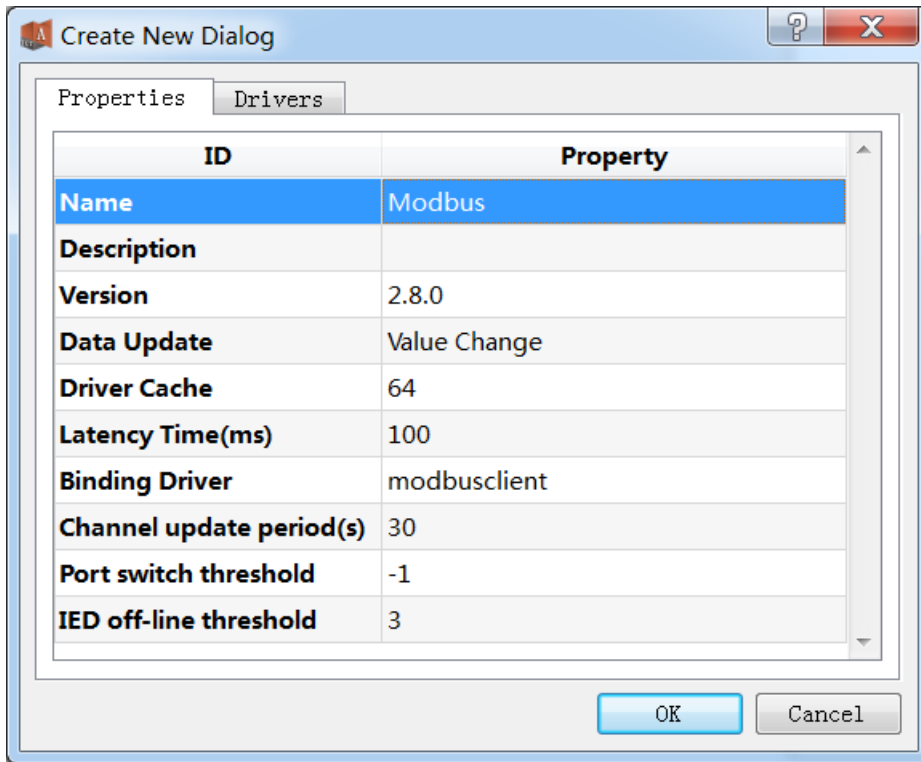 Create New Dialog
Properties Drivers
ID Property
Name Modbus
Description
Version 2.8.0
Data Update Value Change
Driver Cache 64
Latency Time(ms) 100
Binding Driver modbusclient
Channel update period(s) 30
Port switch threshold -1
IED off-line threshold 3
OK Cancel